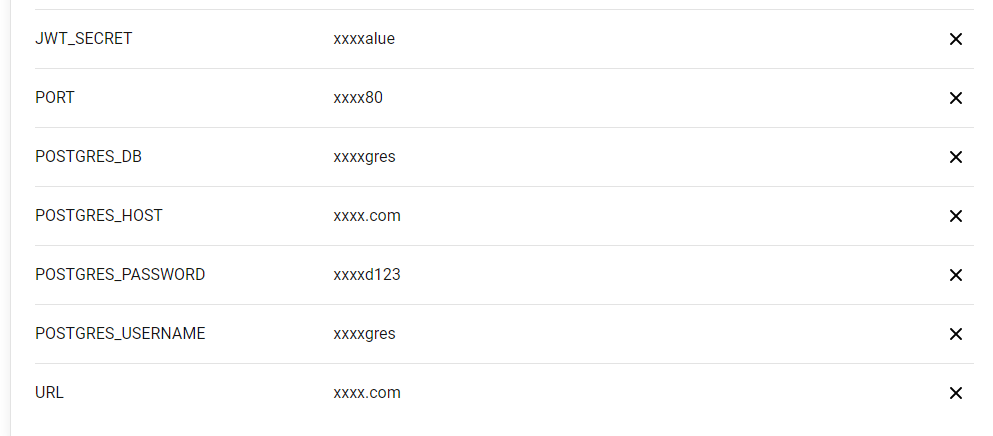 JWT_SECRET xxxxalue
PORT xxxx80
POSTGRES_DB xxxxgres
POSTGRES_HOST xxxx.com
POSTGRES_PASSWORD xxxxd123
POSTGRES_USERNAME xxxxgres
URL xxxx.com